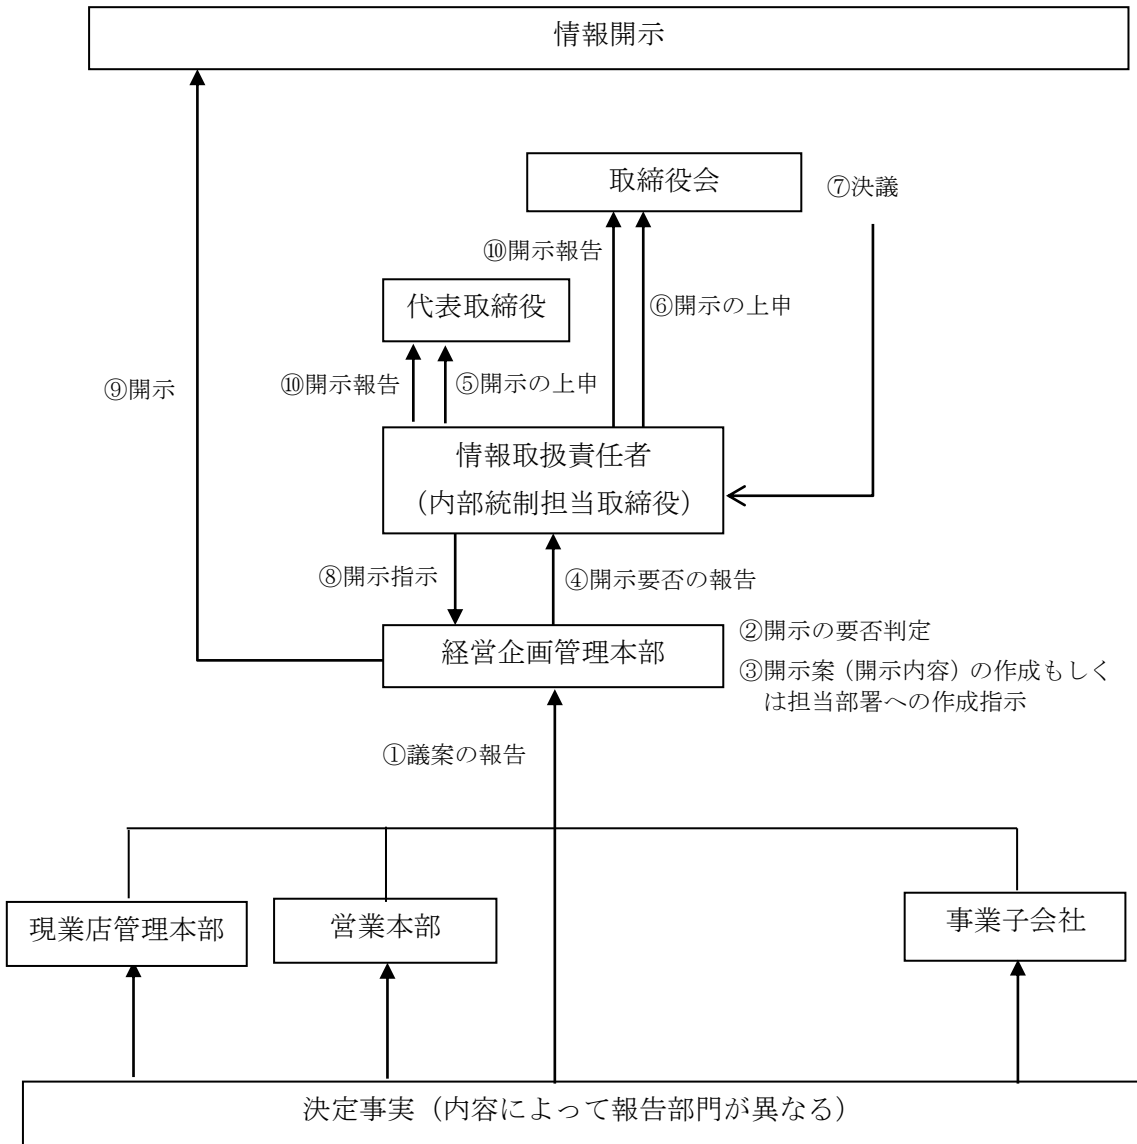 情報開示
取締役会
⑦決議
⑩開示報告
代表取締役
⑥開示の上申
⑨開示
⑩開示報告
⑤開示の上申
情報取扱責任者
（内部統制担当取締役）
⑧開示指示
④開示要否の報告
経営企画管理本部
②開示の要否判定
③開示案（開示内容）の作成もしく
は担当部署への作成指示
①議案の報告
現業店管理本部
営業本部
事業子会社
決定事実（内容によって報告部門が異なる）